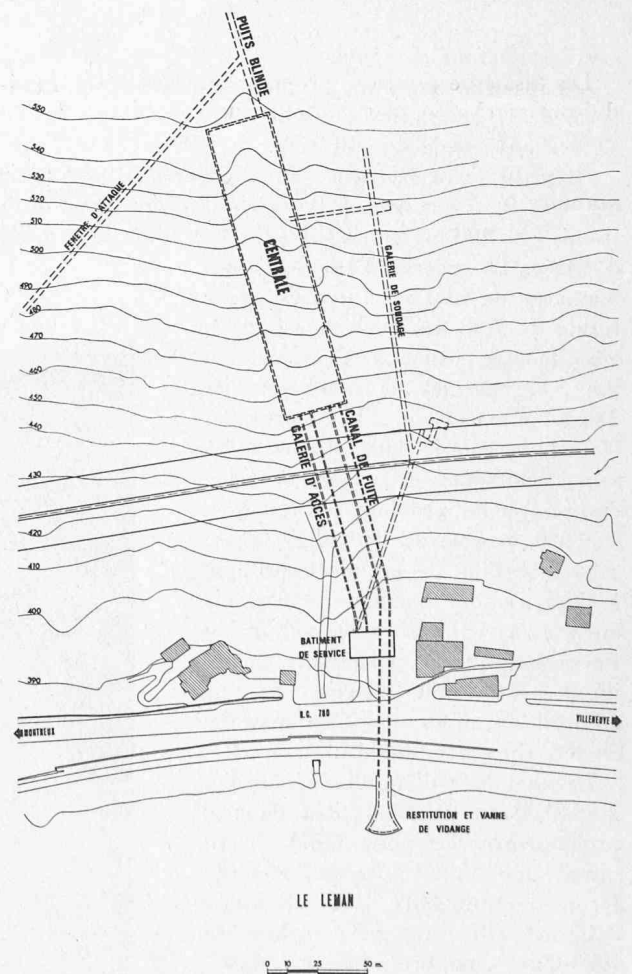 PUITS BLINDE
550
540
530
520
510
500
490
480
470
460
450
440
430
420
410
400
390
FENETRE D'ATTAQUE
CENTRALE
GALERIE DE SONDAGE
GALERIE D'ACCES
CANAL DE FUITE
BATIMENT
DE SERVICE
R.C. 780
MONTREUX
VILLENEUVE
RESTITUTION ET VANNE
DE VIDANGE
LE LEMAN
0 10 25 50 m.